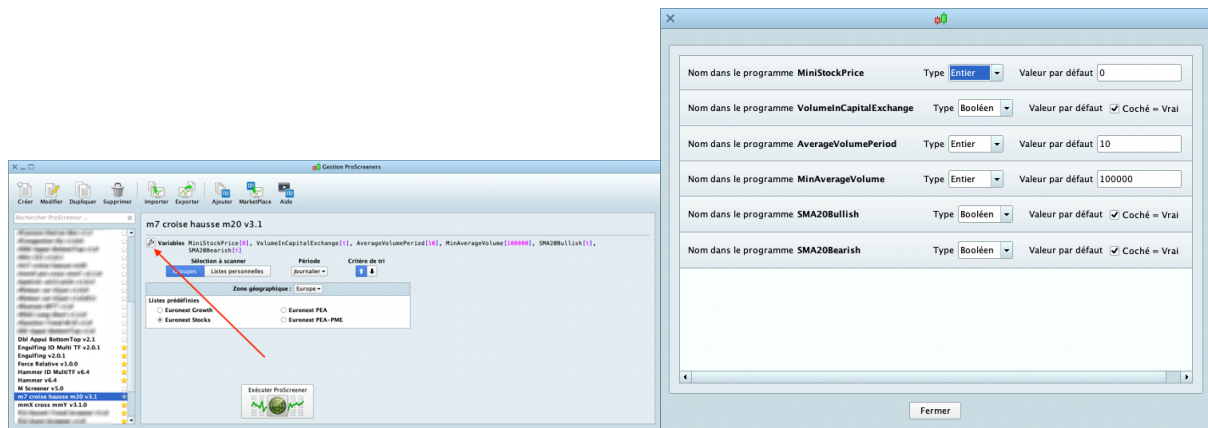 Gestion ProScreeners
Créer Modifier Dupliquer Supprimer Importer Exporter Ajouter MarketPlace Aide
Rechercher ProScreener ...
Dbl Appui BottomTop v2.1
Engulfing ID Multi TF v2.0.1
Engulfing v2.0.1
Force Relative v1.0.0
Hammer ID MultiTF v6.4
Hammer v6.4
M Screener v5.0
m7 croise hausse m20 v3.1
mmX cross mmY v3.1.0
m7 croise hausse m20 v3.1
Variables MiniStockPrice[0], VolumeInCapitalExchange[t], AverageVolumePeriod[10], MinAverageVolume[100000], SMA20Bullish[t],
SMA20Bearish[t]
Sélection à scanner Période Critère de tri
Groupes Listes personnelles Journalier
Zone géographique : Europe
Listes prédéfinies
Euronext Growth Euronext PEA
Euronext Stocks Euronext PEA-PME
Exécuter ProScreener
Nom dans le programme MiniStockPrice Type Entier Valeur par défaut 0
Nom dans le programme VolumeInCapitalExchange Type Booléen Valeur par défaut Coché = Vrai
Nom dans le programme AverageVolumePeriod Type Entier Valeur par défaut 10
Nom dans le programme MinAverageVolume Type Entier Valeur par défaut 100000
Nom dans le programme SMA20Bullish Type Booléen Valeur par défaut Coché = Vrai
Nom dans le programme SMA20Bearish Type Booléen Valeur par défaut Coché = Vrai
Fermer